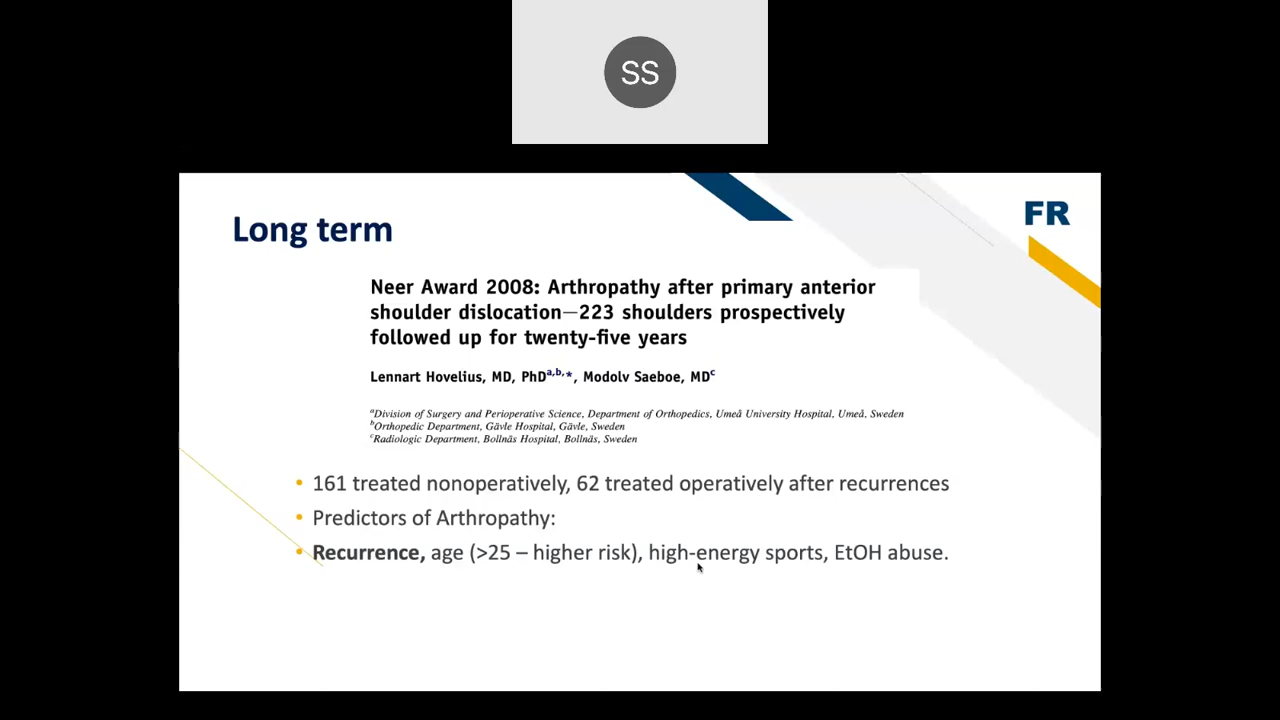 SS
FR
Long term
Neer Award 2008: Arthropathy after primary anterior
shoulder dislocation—223 shoulders prospectively
followed up for twenty-five years
Lennart Hovelius, MD, PhDa,b,*, Modolv Saeboe, MDc
aDivision of Surgery and Perioperative Science, Department of Orthopedics, Umeå University Hospital, Umeå, Sweden
bOrthopedic Department, Gävle Hospital, Gävle, Sweden
cRadiologic Department, Bollnäs Hospital, Bollnäs, Sweden
• 161 treated nonoperatively, 62 treated operatively after recurrences
• Predictors of Arthropathy:
• Recurrence, age (>25 – higher risk), high-energy sports, EtOH abuse.